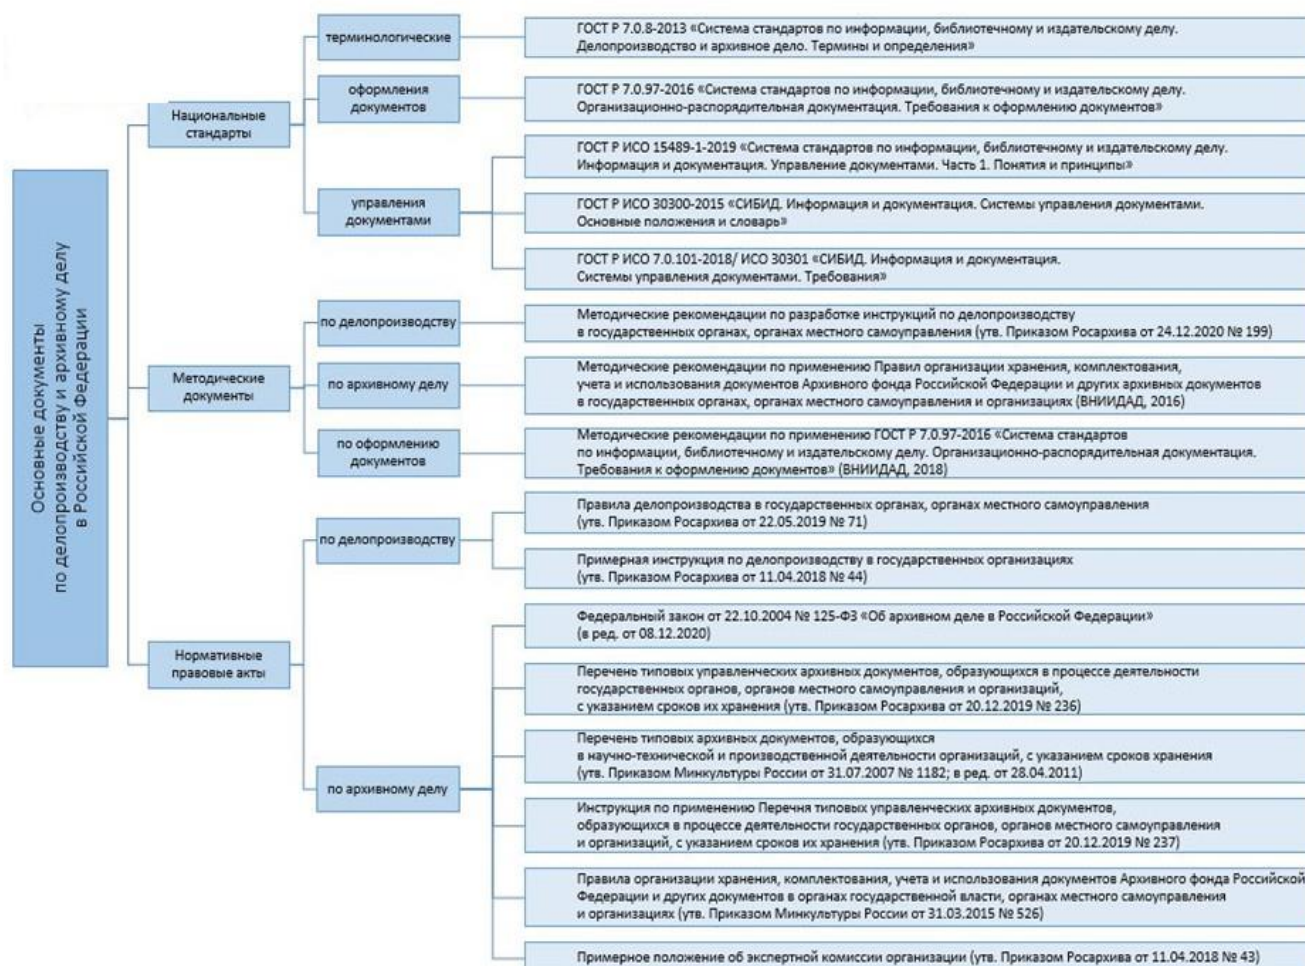 Основные документы
по делопроизводству и архивному делу
в Российской Федерации
Национальные
стандарты
терминологические
ГОСТ Р 7.0.8-2013 «Система стандартов по информации, библиотечному и издательскому делу.
Делопроизводство и архивное дело. Термины и определения»
оформления
документов
ГОСТ Р 7.0.97-2016 «Система стандартов по информации, библиотечному и издательскому делу.
Организационно-распорядительная документация. Требования к оформлению документов»
управления
документами
ГОСТ Р ИСО 15489-1-2019 «Система стандартов по информации, библиотечному и издательскому делу.
Информация и документация. Управление документами. Часть 1. Понятия и принципы»
ГОСТ Р ИСО 30300-2015 «СИБИД. Информация и документация. Системы управления документами.
Основные положения и словарь»
ГОСТ Р ИСО 7.0.101-2018/ ИСО 30301 «СИБИД. Информация и документация.
Системы управления документами. Требования»
Методические
документы
по делопроизводству
Методические рекомендации по разработке инструкций по делопроизводству
в государственных органах, органах местного самоуправления (утв. Приказом Росархива от 24.12.2020 № 199)
по архивному делу
Методические рекомендации по применению Правил организации хранения, комплектования,
учета и использования документов Архивного фонда Российской Федерации и других архивных документов
в государственных органах, органах местного самоуправления и организациях (ВНИИДАД, 2016)
по оформлению
документов
Методические рекомендации по применению ГОСТ Р 7.0.97-2016 «Система стандартов
по информации, библиотечному и издательскому делу. Организационно-распорядительная документация.
Требования к оформлению документов» (ВНИИДАД, 2018)
Нормативные
правовые акты
по делопроизводству
Правила делопроизводства в государственных органах, органах местного самоуправления
(утв. Приказом Росархива от 22.05.2019 № 71)
Примерная инструкция по делопроизводству в государственных организациях
(утв. Приказом Росархива от 11.04.2018 № 44)
по архивному делу
Федеральный закон от 22.10.2004 № 125-ФЗ «Об архивном деле в Российской Федерации»
(в ред. от 08.12.2020)
Перечень типовых управленческих архивных документов, образующихся в процессе деятельности
государственных органов, органов местного самоуправления и организаций,
с указанием сроков их хранения (утв. Приказом Росархива от 20.12.2019 № 236)
Перечень типовых архивных документов, образующихся
в научно-технической и производственной деятельности организаций, с указанием сроков хранения
(утв. Приказом Минкультуры России от 31.07.2007 № 1182; в ред. от 28.04.2011)
Инструкция по применению Перечня типовых управленческих архивных документов,
образующихся в процессе деятельности государственных органов, органов местного самоуправления
и организаций, с указанием сроков их хранения (утв. Приказом Росархива от 20.12.2019 № 237)
Правила организации хранения, комплектования, учета и использования документов Архивного фонда Российской
Федерации и других документов в органах государственной власти, органах местного самоуправления
и организациях (утв. Приказом Минкультуры России от 31.03.2015 № 526)
Примерное положение об экспертной комиссии организации (утв. Приказом Росархива от 11.04.2018 № 43)